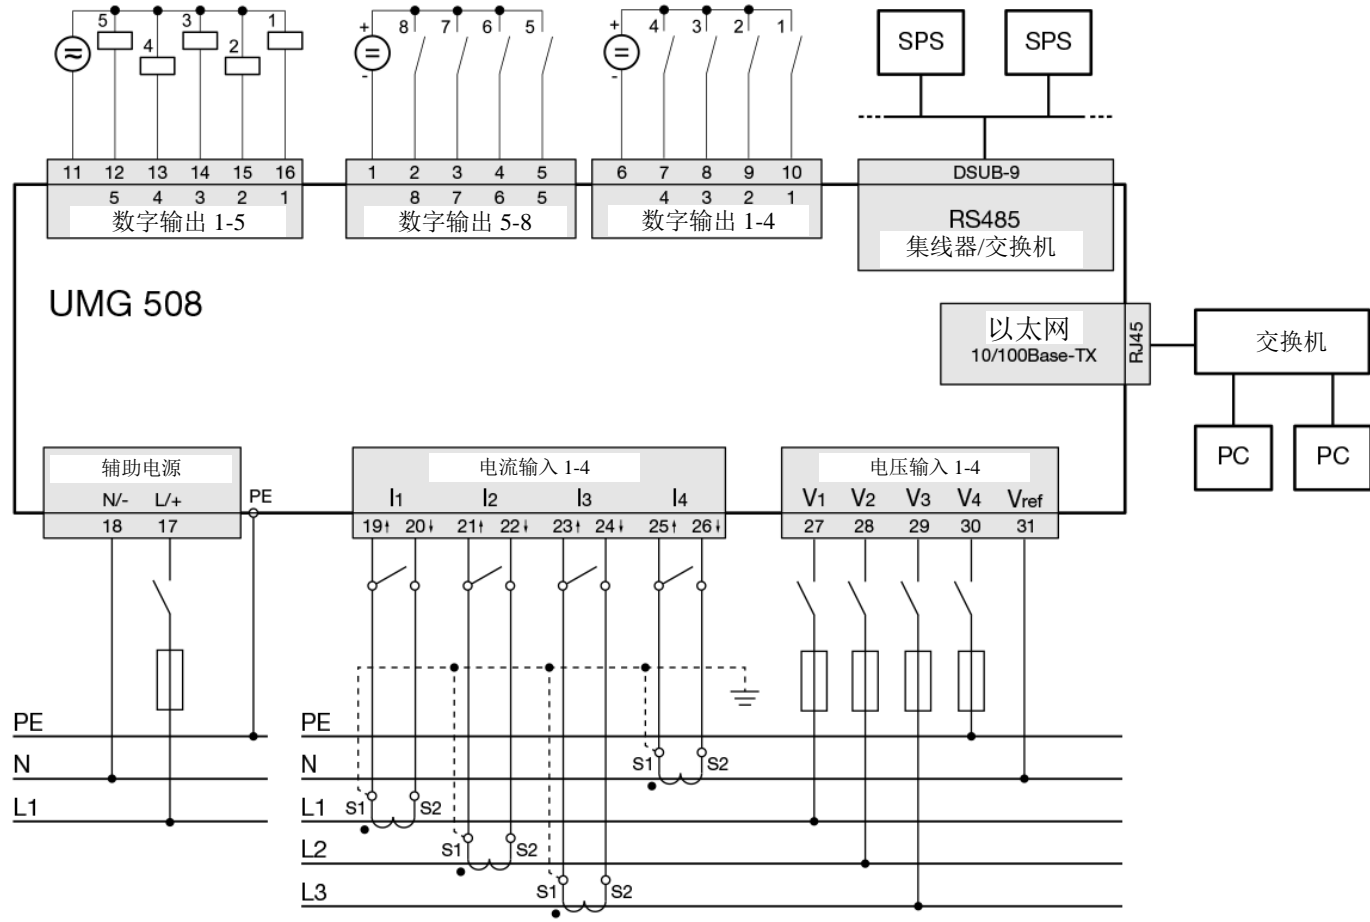 5 3 1
4 2
+ 8 7 6 5
-
+ 4 3 2 1
-
SPS SPS
11 12 13 14 15 16
5 4 3 2 1
数字输出 1-5
1 2 3 4 5
8 7 6 5
数字输出 5-8
6 7 8 9 10
4 3 2 1
数字输出 1-4
DSUB-9
RS485
集线器/交换机
UMG 508
以太网
10/100Base-TX
RJ45
交换机
PC PC
辅助电源
N/- L/+ PE
18 17
电流输入 1-4
I1 I2 I3 I4
19↑ 20↓ 21↑ 22↓ 23↑ 24↓ 25↑ 26↓
电压输入 1-4
V1 V2 V3 V4 Vref
27 28 29 30 31
PE PE
N S1 S2
N
L1 L1 S1 S2
L2 S1 S2
L3 S1 S2